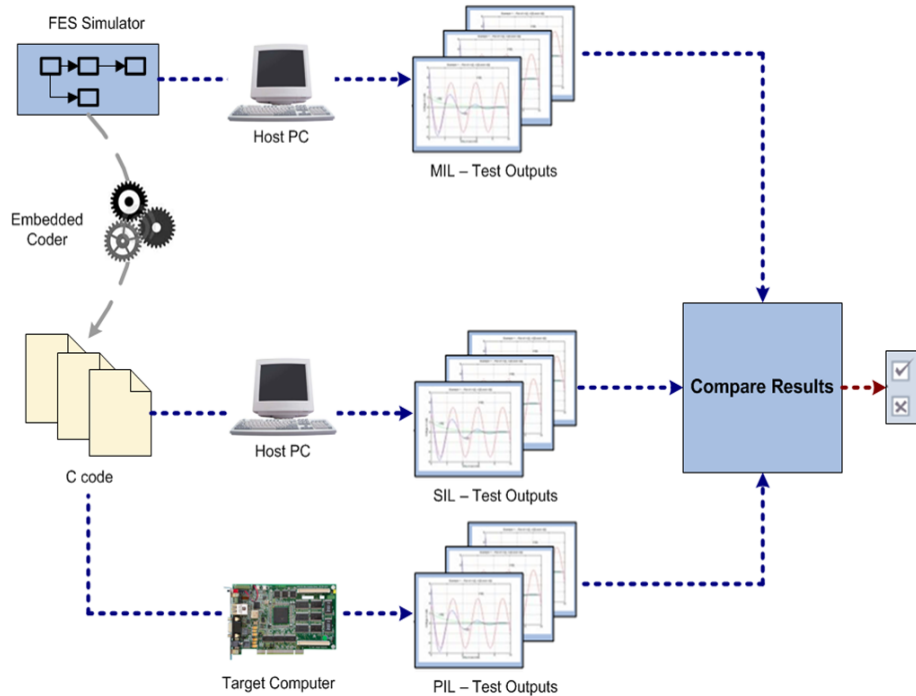 FES Simulator
Host PC
MIL – Test Outputs
Embedded
Coder
C code
Host PC
SIL – Test Outputs
Compare Results
Target Computer
PIL – Test Outputs